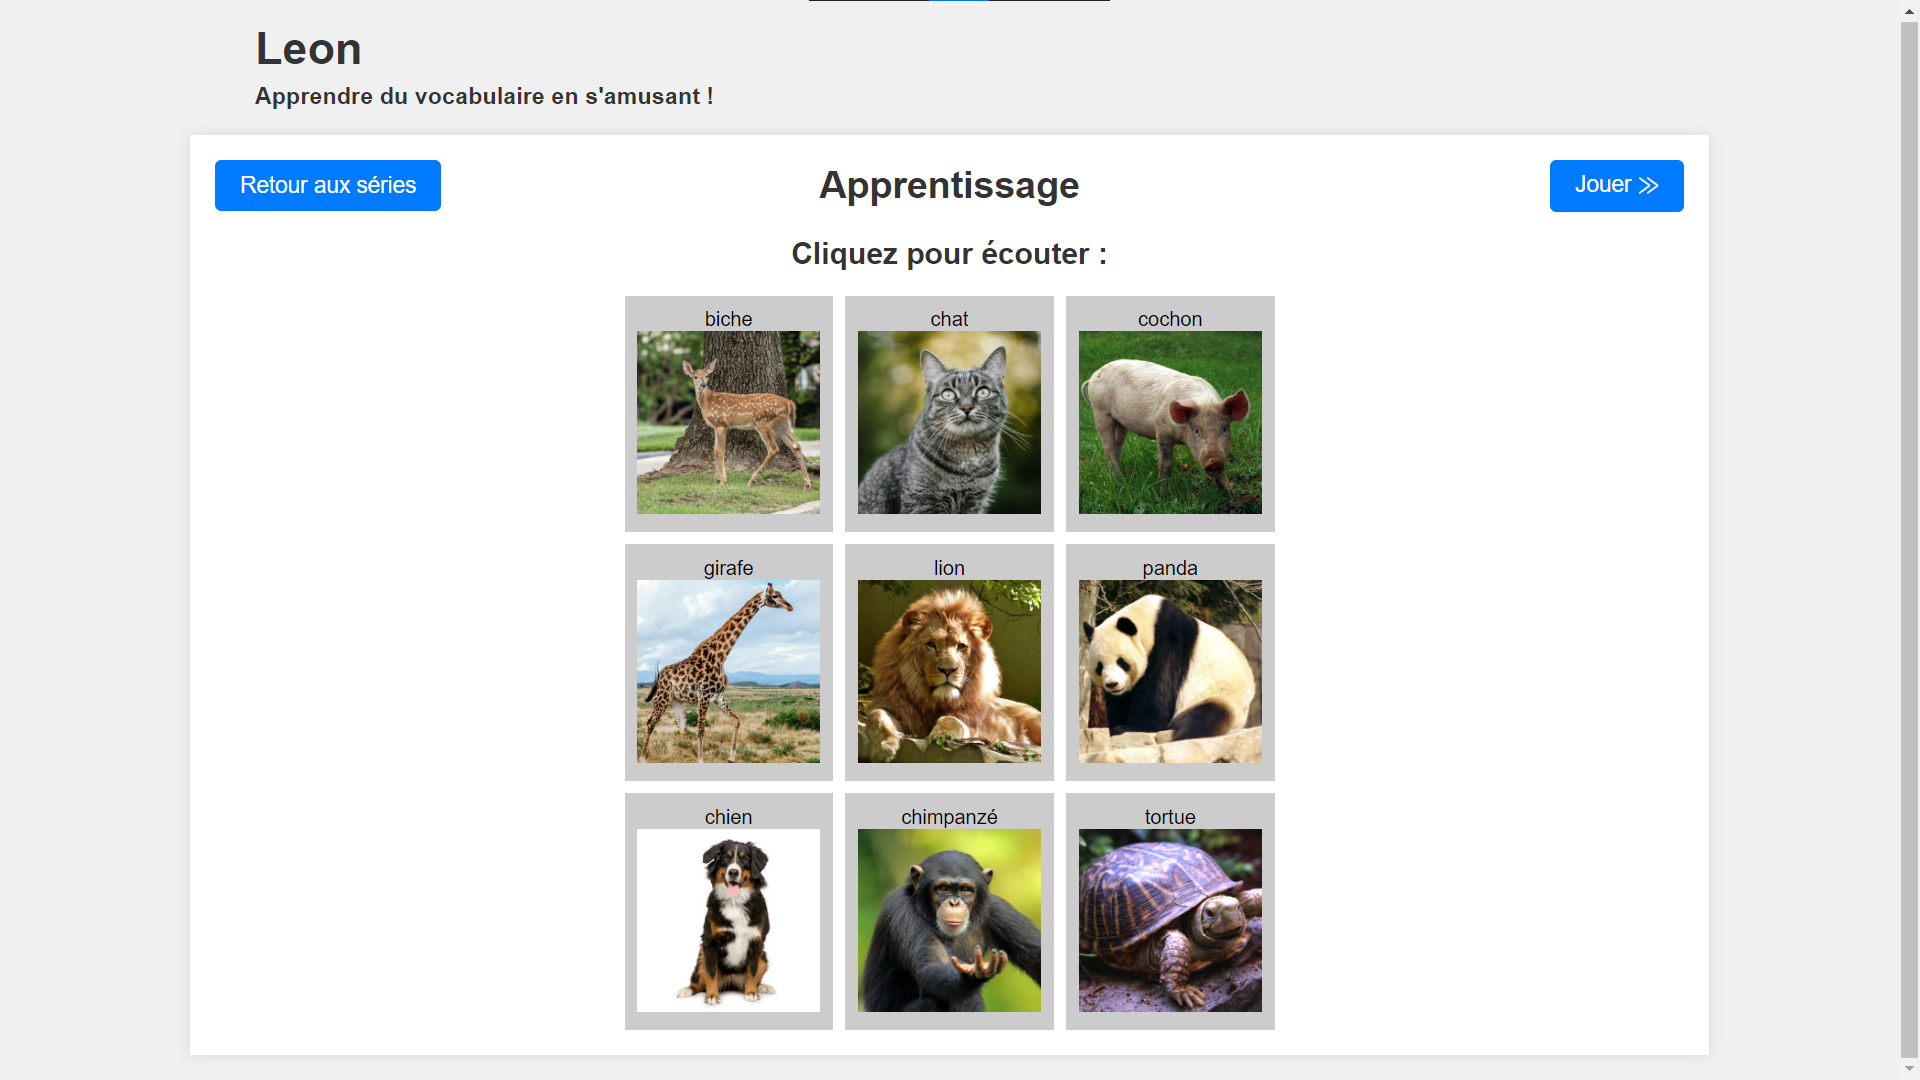 Leon
Apprendre du vocabulaire en s'amusant !
Retour aux séries
Apprentissage
Jouer ≫
Cliquez pour écouter :
biche
chat
cochon
girafe
lion
panda
chien
chimpanzé
tortue